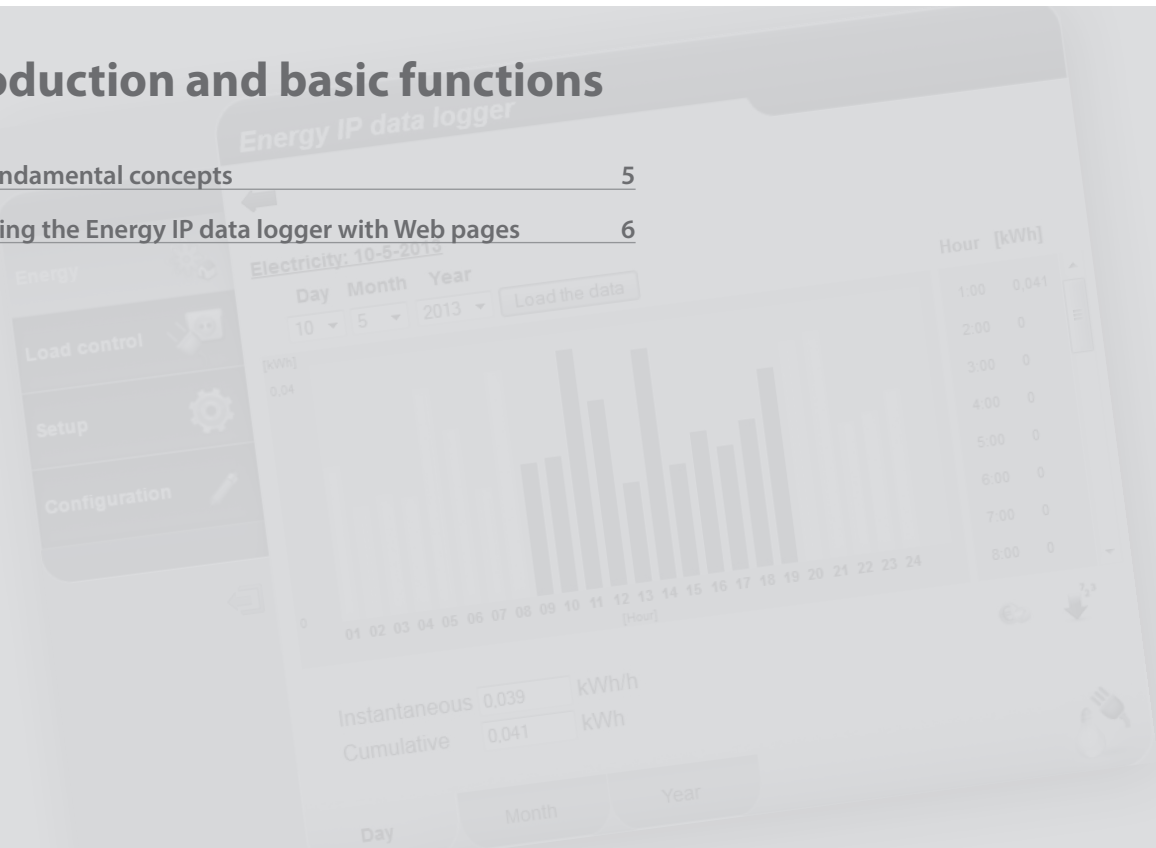 oduction and basic functions
ndamental concepts 5
ing the Energy IP data logger with Web pages 6
Energy IP data logger
Energy
Load control
Setup
Configuration
Electricity: 10-5-2013
Day Month Year
10 5 2013 Load the data
[kWh]
0.04
0
01 02 03 04 05 06 07 08 09 10 11 12 13 14 15 16 17 18 19 20 21 22 23 24
[Hour]
Hour [kWh]
1:00 0,041
2:00 0
3:00 0
4:00 0
5:00 0
6:00 0
7:00 0
8:00 0
Instantaneous 0.039 kWh/h
Cumulative 0.041 kWh
Day Month Year